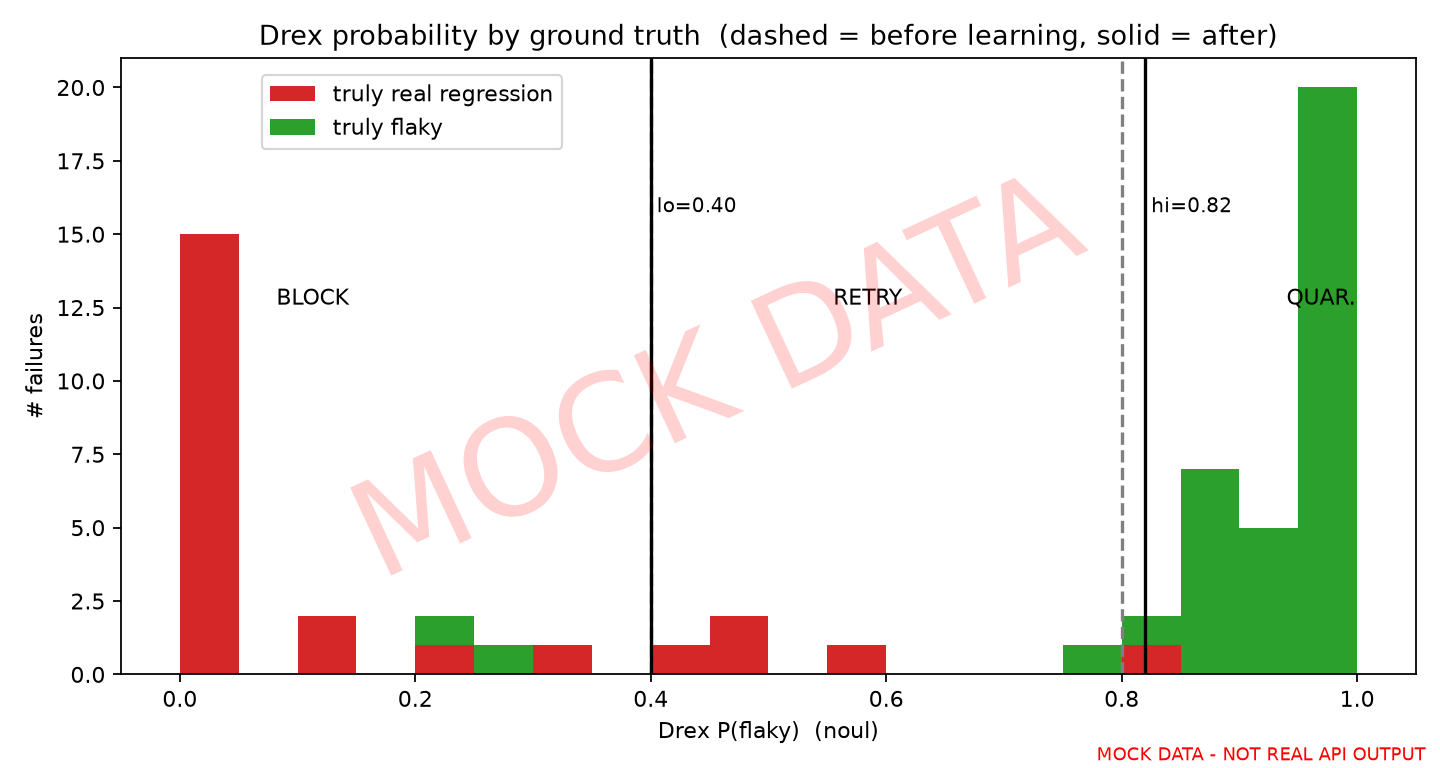 Drex probability by ground truth  (dashed = before learning, solid = after)
truly real regression
truly flaky
# failures
20.0
17.5
15.0
12.5
10.0
7.5
5.0
2.5
0.0
lo=0.40
hi=0.82
BLOCK
RETRY
QUAR.
MOCK DATA
0.0
0.2
0.4
0.6
0.8
1.0
Drex P(flaky)  (noul)
MOCK DATA - NOT REAL API OUTPUT